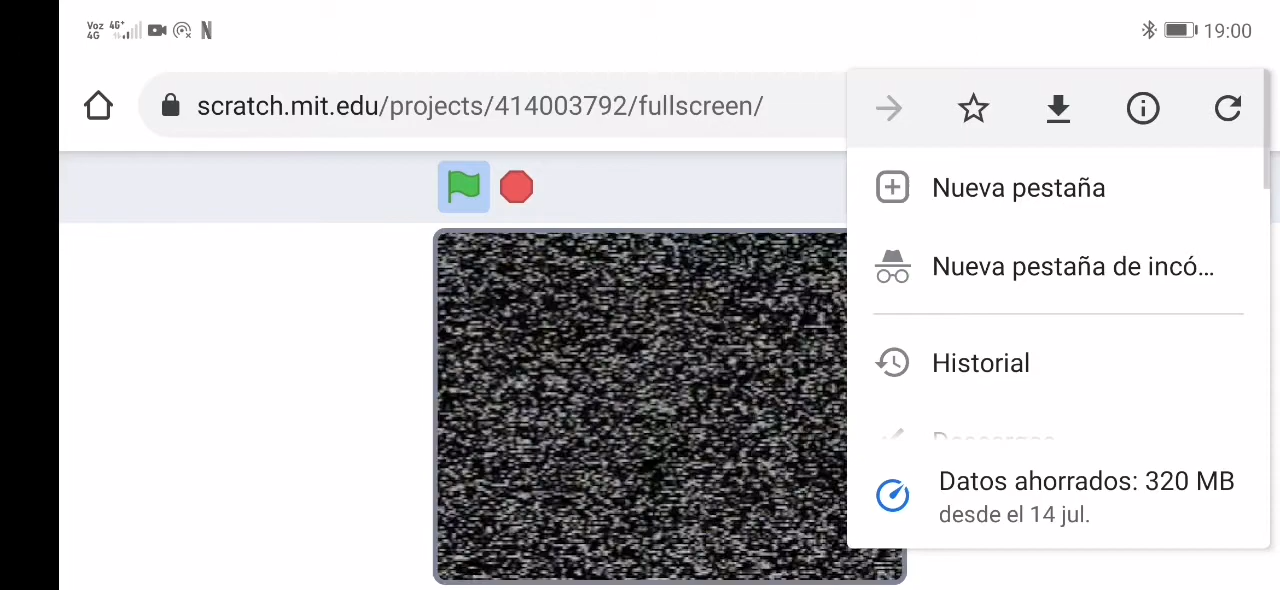 Voz 4G
4G+
N
19:00
scratch.mit.edu/projects/414003792/fullscreen/
Nueva pestaña
Nueva pestaña de incó...
Historial
Datos ahorrados: 320 MB
desde el 14 jul.